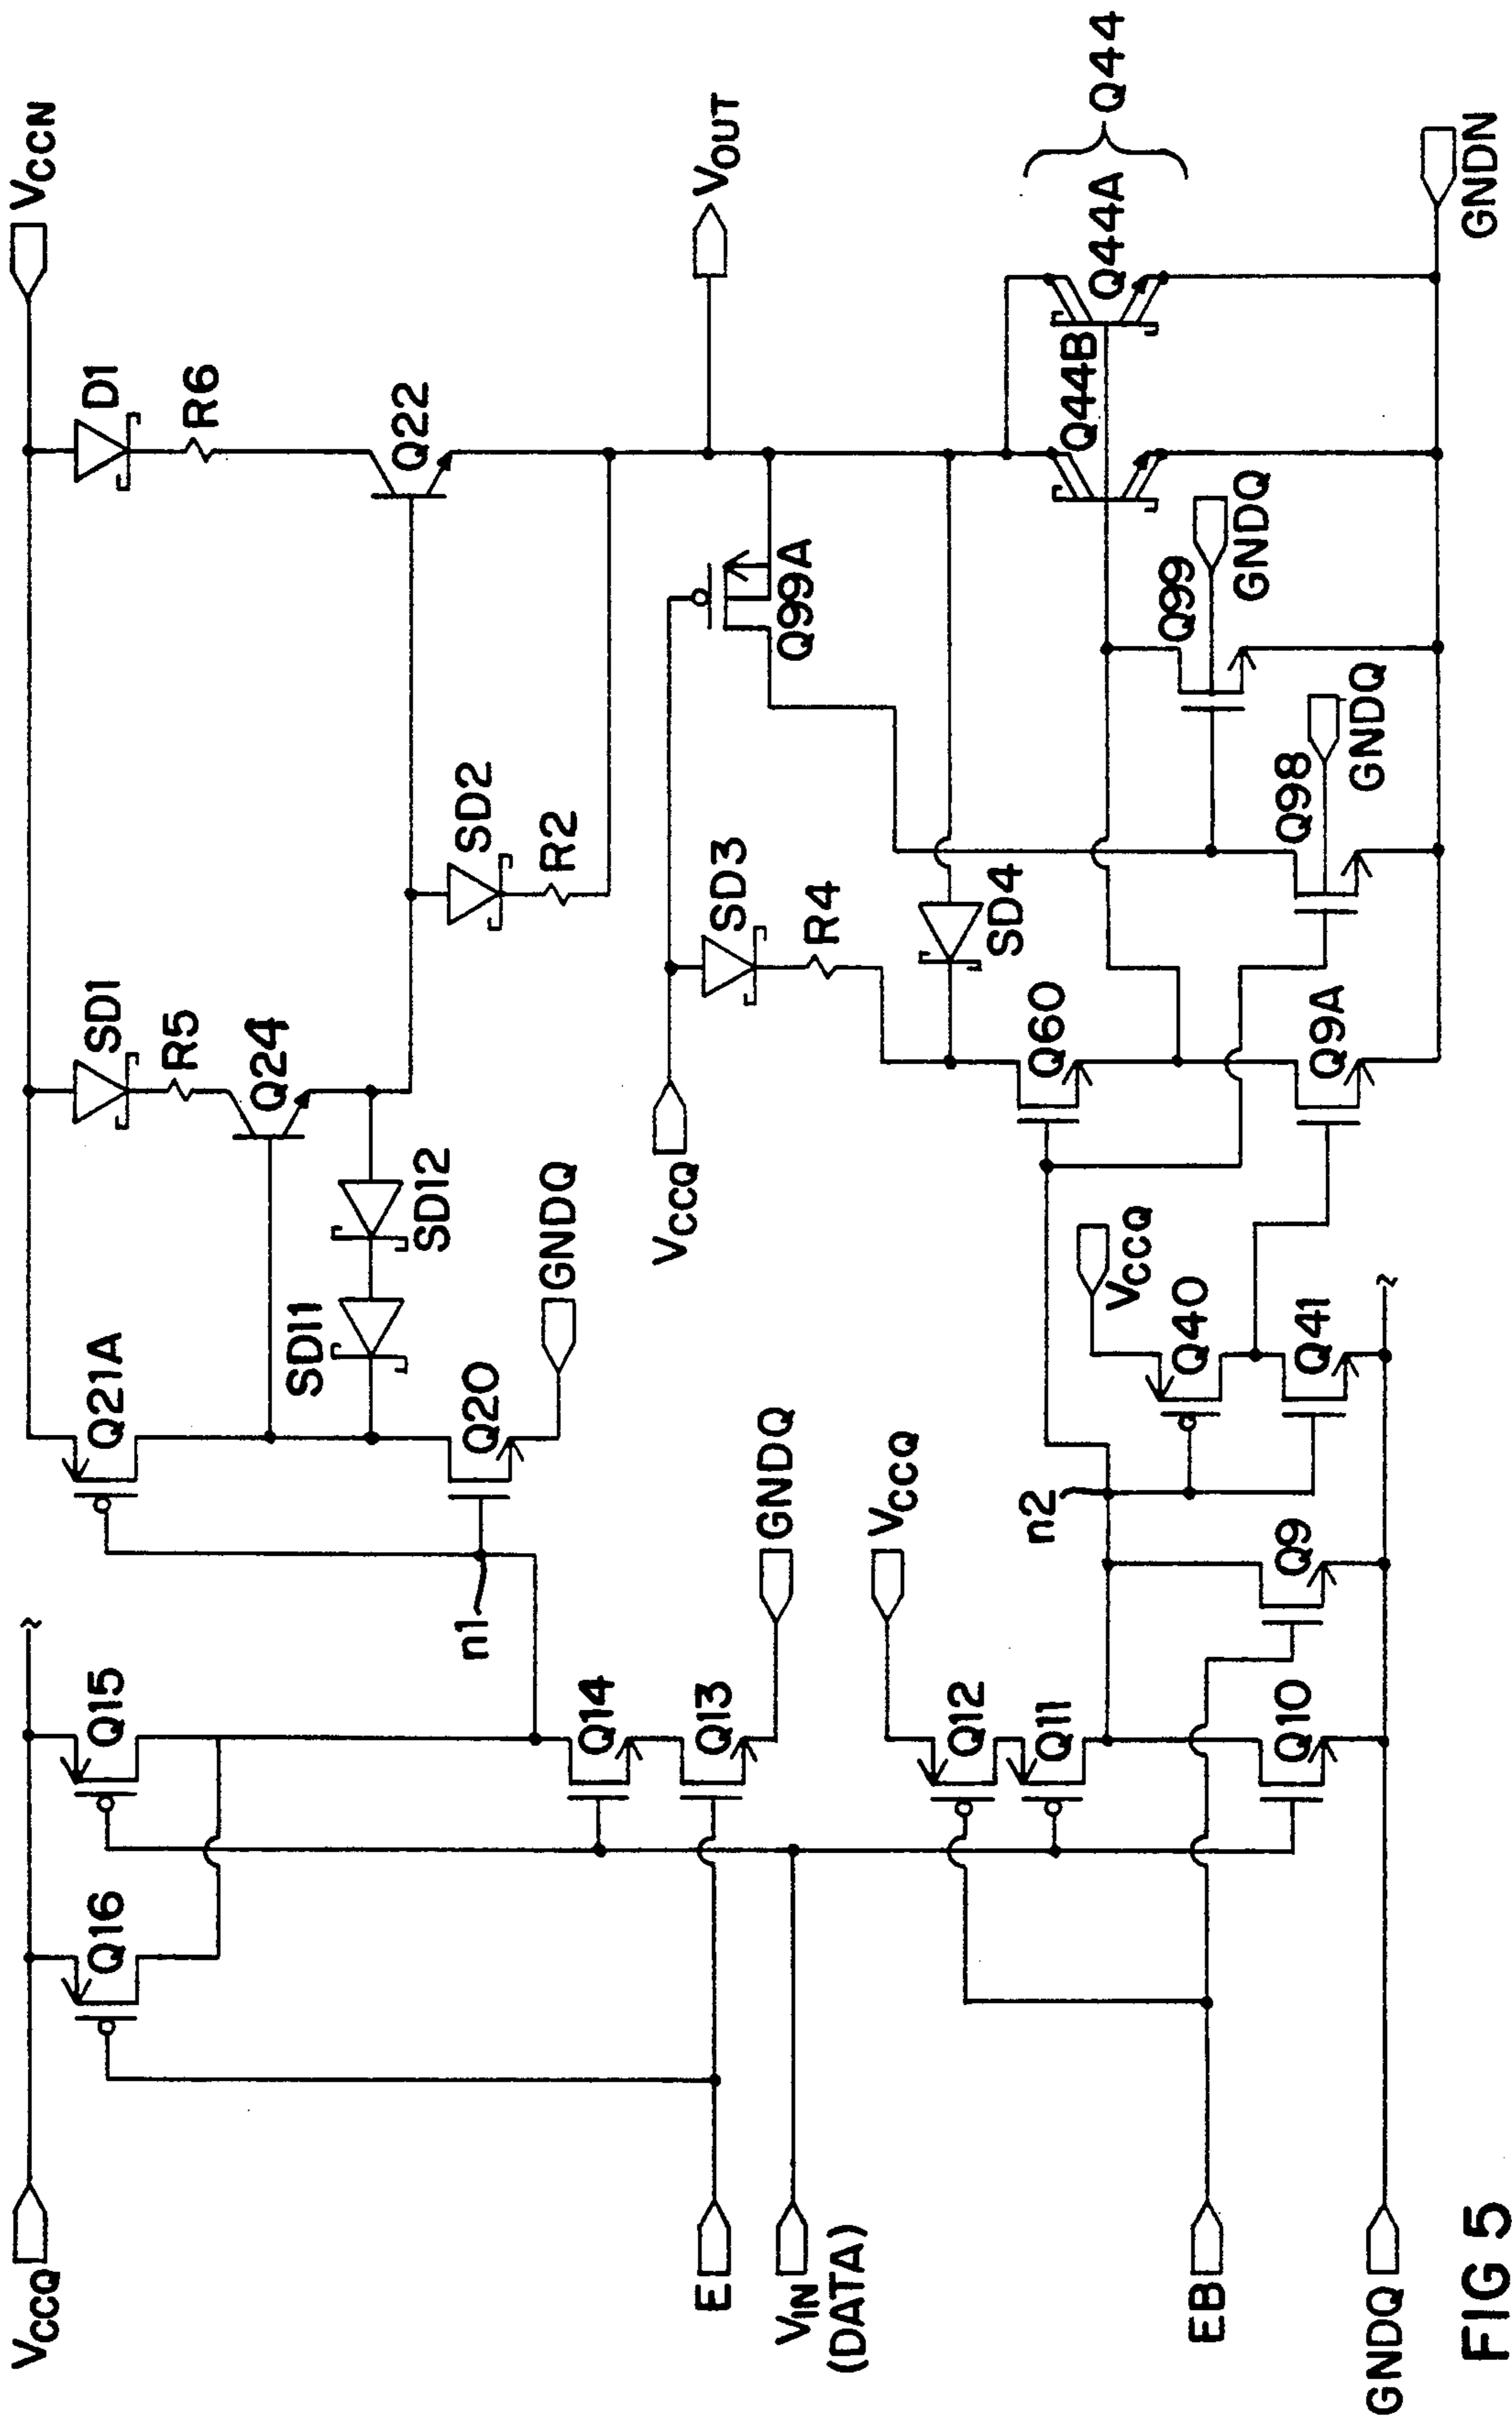 VCCN
VCCQ
D1
R6
Q22
SD1
R5
Q24
SD2
R2
SD12
SD11
Q21A
Q20
GNDQ
n1
Q15
Q16
Q14
Q13
GNDQ
E
VIN
(DATA)
VOUT
Q99A
VCCQ
SD3
R4
SD4
Q60
Q9A
Q44
Q44A
Q44B
Q99
GNDQ
Q98
GNDQ
GNDN
VCCQ
Q40
Q41
n2
Q9
VCCQ
Q12
Q11
Q10
EB
GNDQ
FIG 5